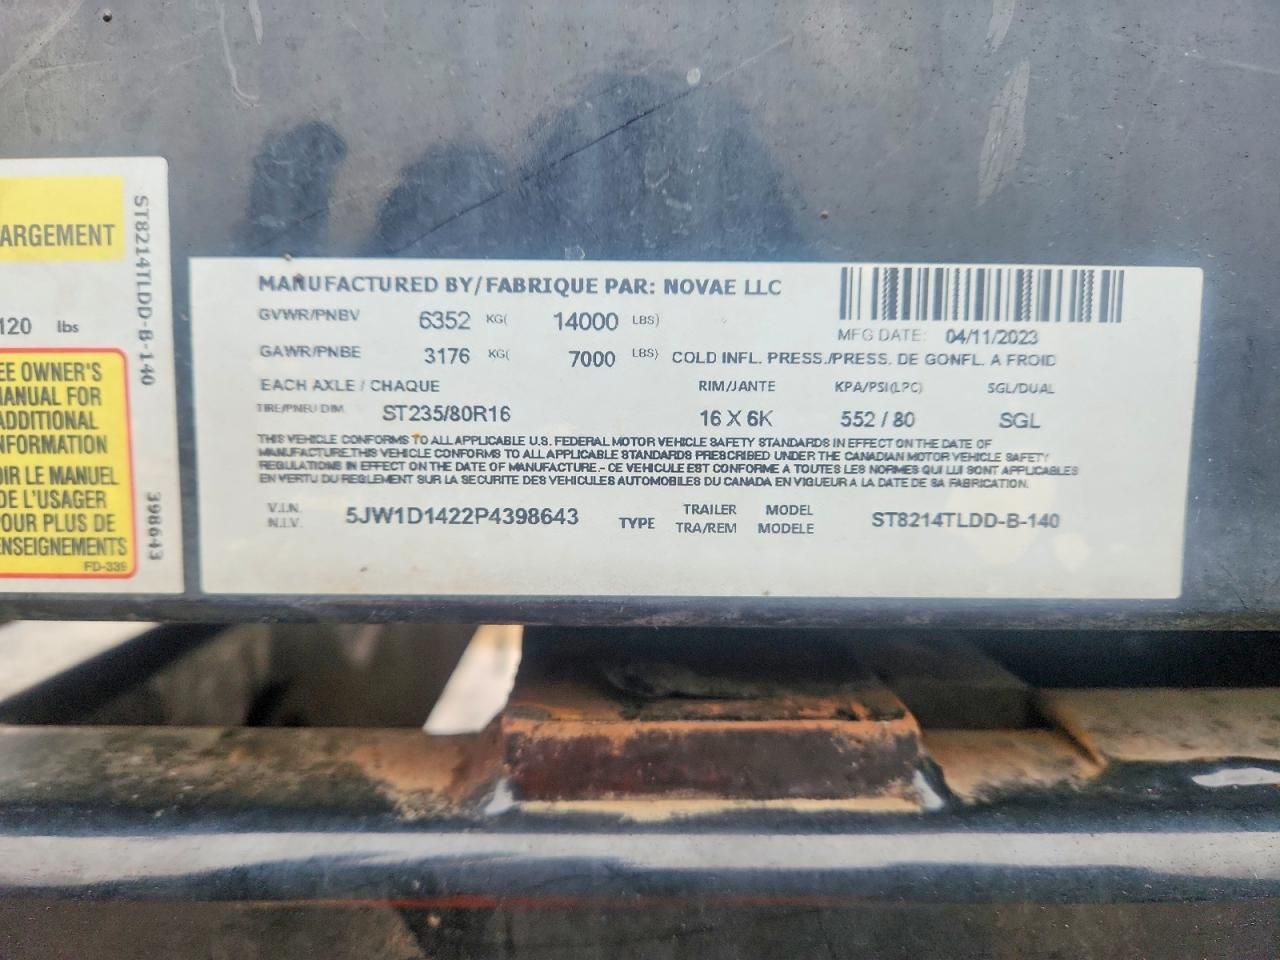 ARGEMENT
120 lbs
EE OWNER'S
MANUAL FOR
ADDITIONAL
INFORMATION
OIR LE MANUEL
DE L'USAGER
POUR PLUS DE
ENSEIGNEMENTS
FD-339
ST8214TLDD-B-140
398643
MANUFACTURED BY/FABRIQUE PAR: NOVAE LLC
GVWR/PNBV 6352 KG( 14000 LBS)
MFG DATE: 04/11/2023
GAWR/PNBE 3176 KG( 7000 LBS) COLD INFL. PRESS./PRESS. DE GONFL. A FROID
EACH AXLE / CHAQUE RIM/JANTE KPA/PSI(LPC) SGL/DUAL
TIRE/PNEU DIM. ST235/80R16 16 X 6K 552 / 80 SGL
THIS VEHICLE CONFORMS TO ALL APPLICABLE U.S. FEDERAL MOTOR VEHICLE SAFETY STANDARDS IN EFFECT ON THE DATE OF
MANUFACTURE.THIS VEHICLE CONFORMS TO ALL APPLICABLE STANDARDS PRESCRIBED UNDER THE CANADIAN MOTOR VEHICLE SAFETY
REGULATIONS IN EFFECT ON THE DATE OF MANUFACTURE.- CE VEHICULE EST CONFORME A TOUTES LES NORMES QUI LUI SONT APPLICABLES
EN VERTU DU REGLEMENT SUR LA SECURITE DES VEHICULES AUTOMOBILES DU CANADA EN VIGUEUR A LA DATE DE SA FABRICATION.
V.I.N. 5JW1D1422P4398643 TYPE TRAILER MODEL ST8214TLDD-B-140
N.I.V. TRA/REM MODELE